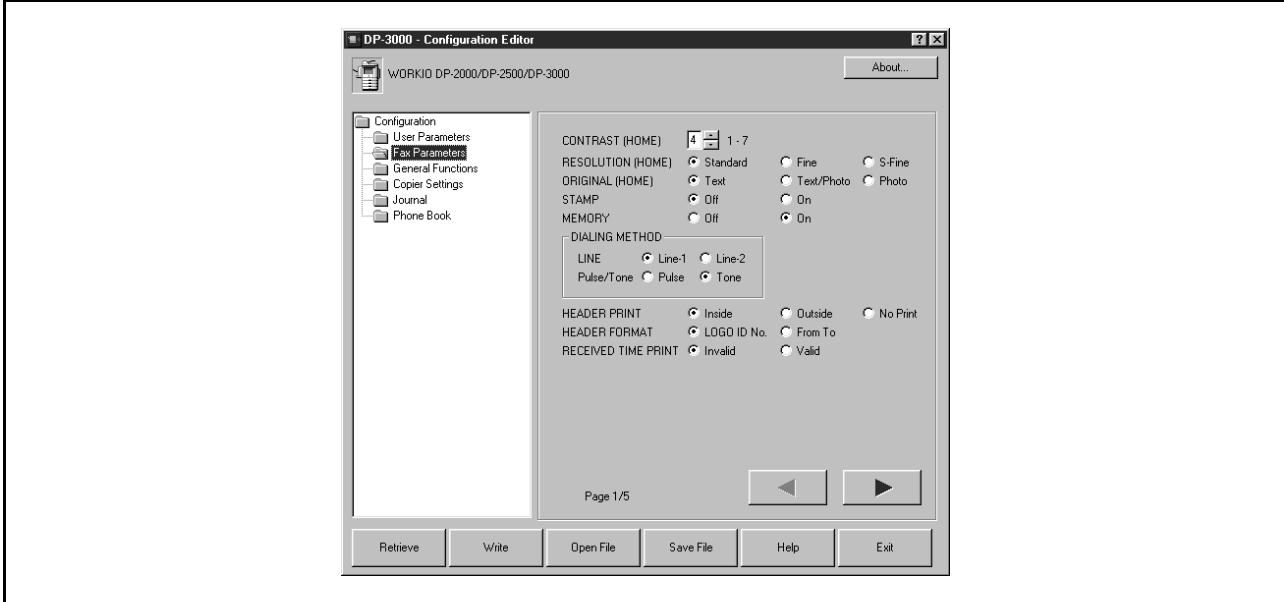 DP-3000 - Configuration Editor
WORKIO DP-2000/DP-2500/DP-3000
About...
Configuration
User Parameters
Fax Parameters
General Functions
Copier Settings
Journal
Phone Book
CONTRAST (HOME) 4 1 - 7
RESOLUTION (HOME) Standard Fine S-Fine
ORIGINAL (HOME) Text Text/Photo Photo
STAMP Off On
MEMORY Off On
DIALING METHOD
LINE Line-1 Line-2
Pulse/Tone Pulse Tone
HEADER PRINT Inside Outside No Print
HEADER FORMAT LOGO ID No. From To
RECEIVED TIME PRINT Invalid Valid
Page 1/5
Retrieve Write Open File Save File Help Exit